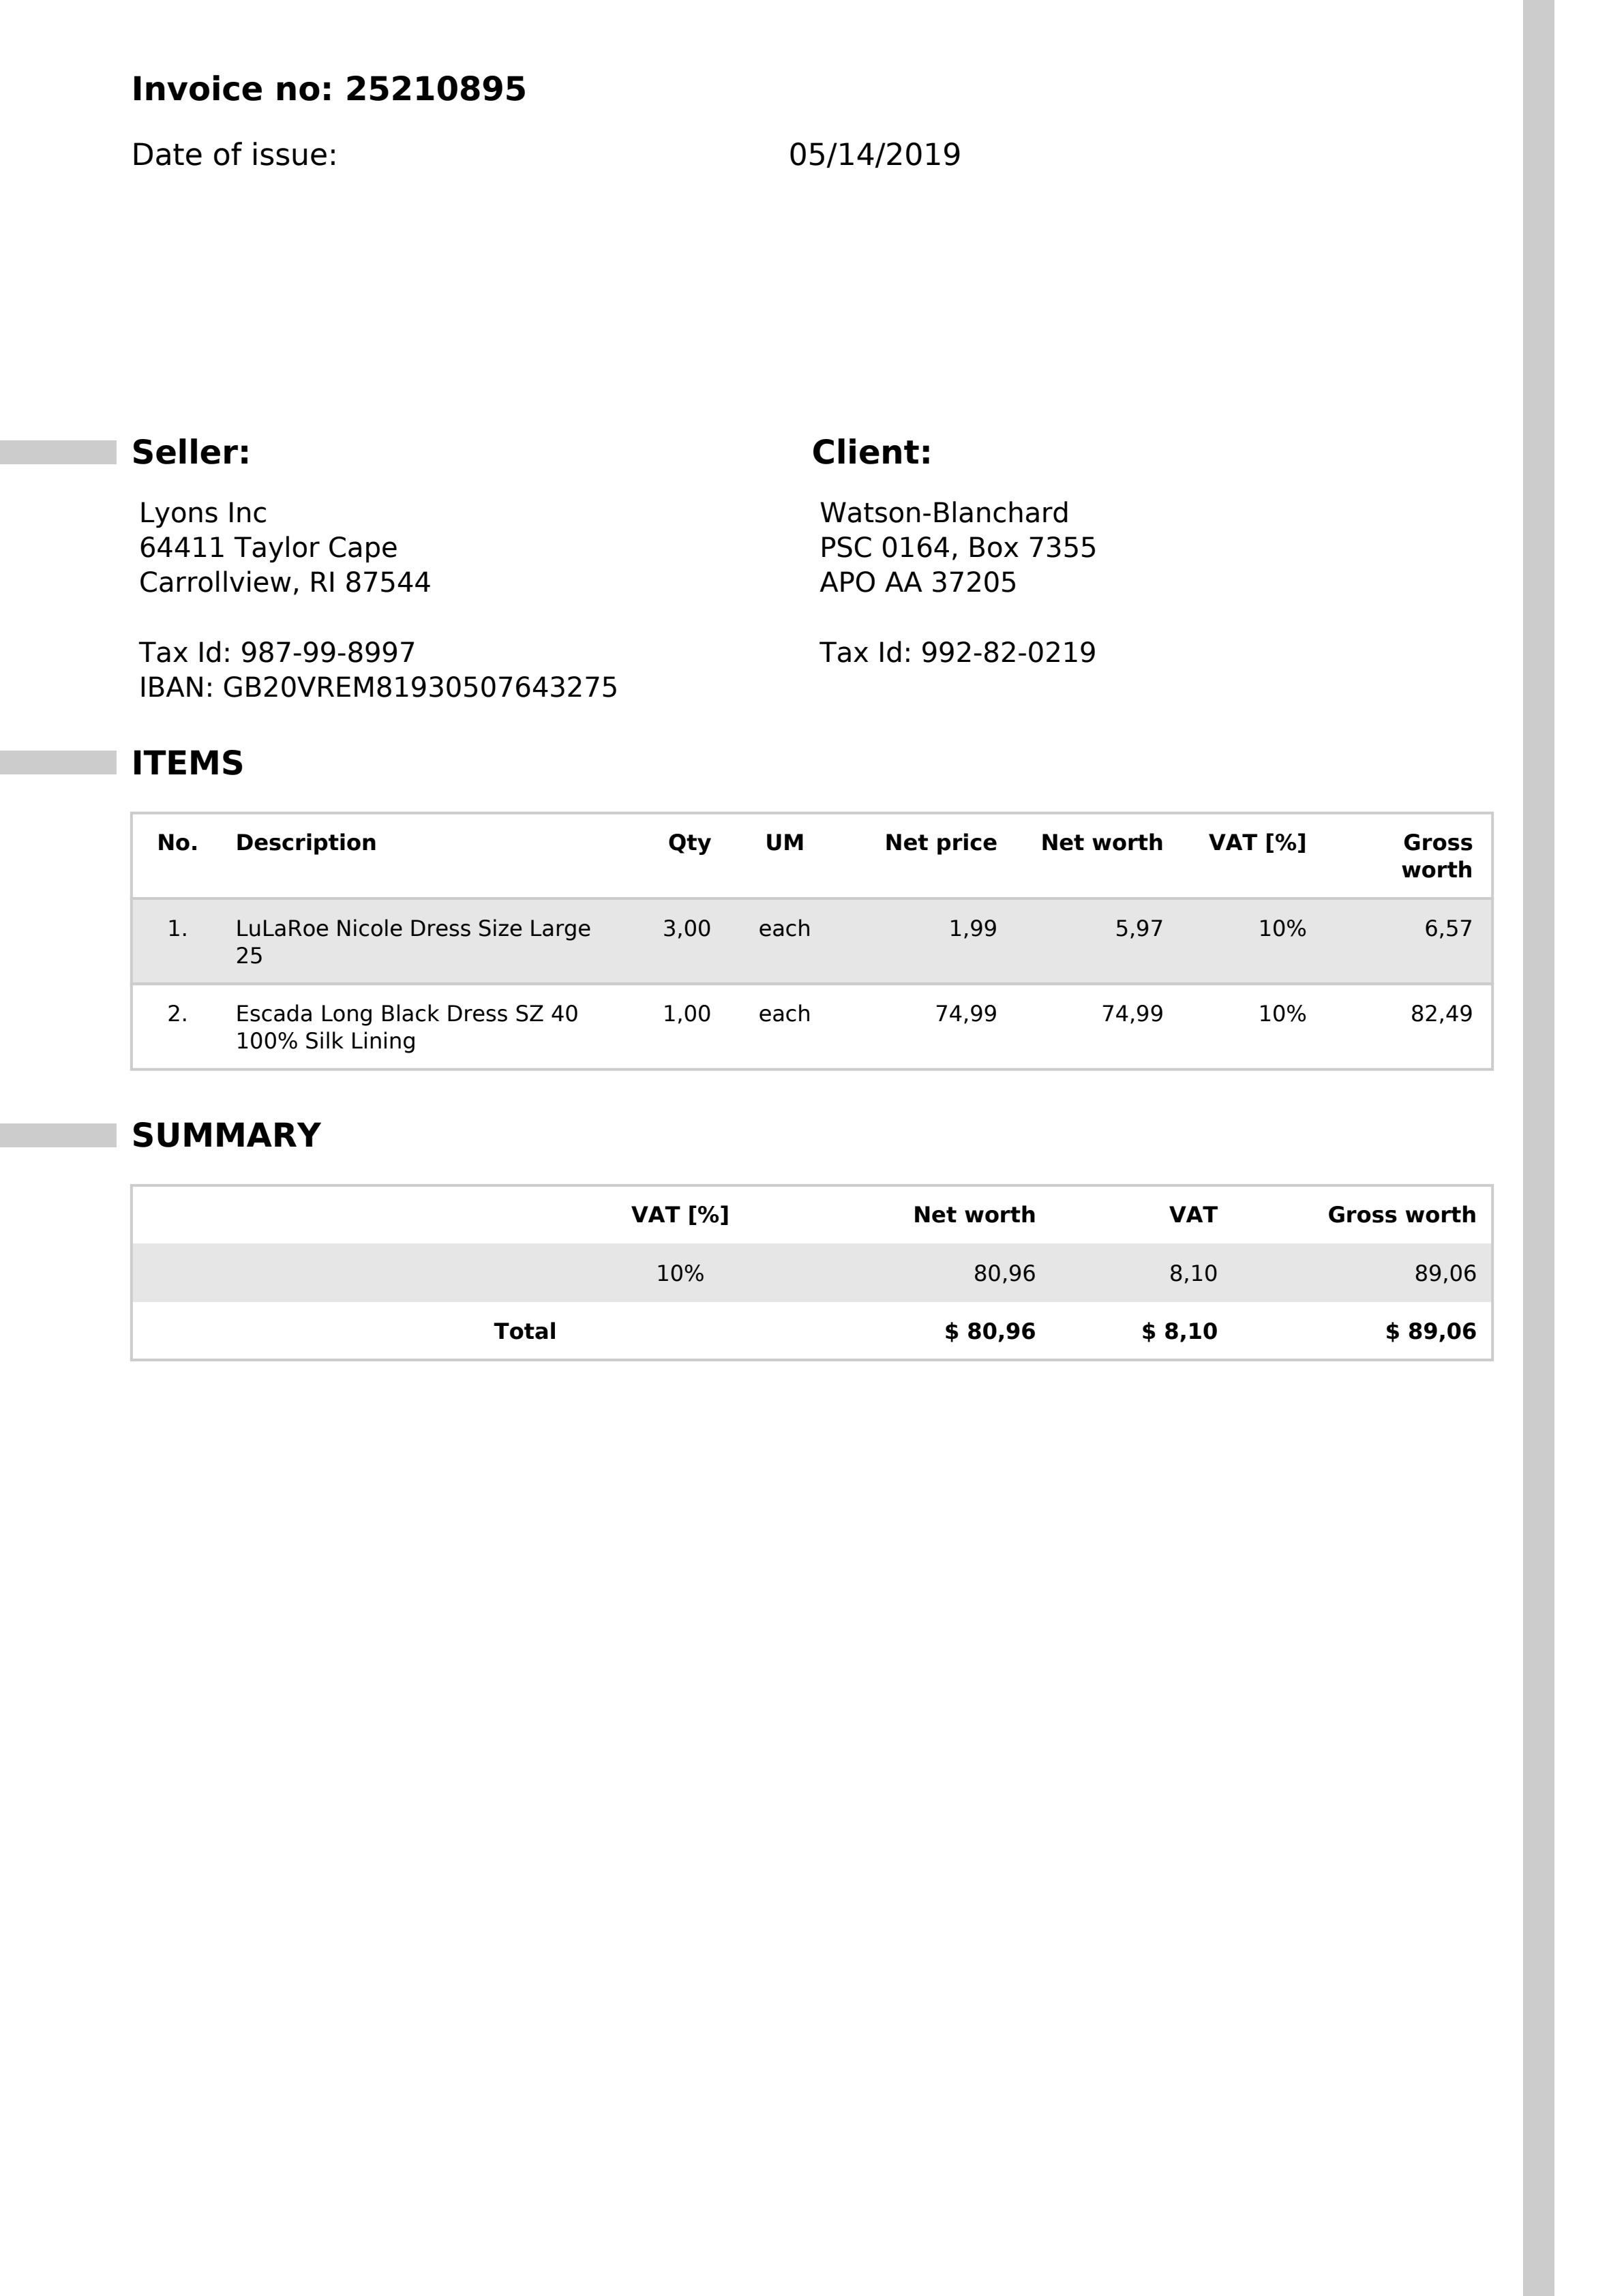 Invoice no: 25210895
Date of issue: 05/14/2019
Seller:
Lyons Inc
64411 Taylor Cape
Carrollview, RI 87544
Tax Id: 987-99-8997
IBAN: GB20VREM81930507643275
Client:
Watson-Blanchard
PSC 0164, Box 7355
APO AA 37205
Tax Id: 992-82-0219
ITEMS
No. Description Qty UM Net price Net worth VAT [%] Gross
worth
1. LuLaRoe Nicole Dress Size Large 3,00 each 1,99 5,97 10% 6,57
25
2. Escada Long Black Dress SZ 40 1,00 each 74,99 74,99 10% 82,49
100% Silk Lining
SUMMARY
VAT [%] Net worth VAT Gross worth
10% 80,96 8,10 89,06
Total $ 80,96 $ 8,10 $ 89,06